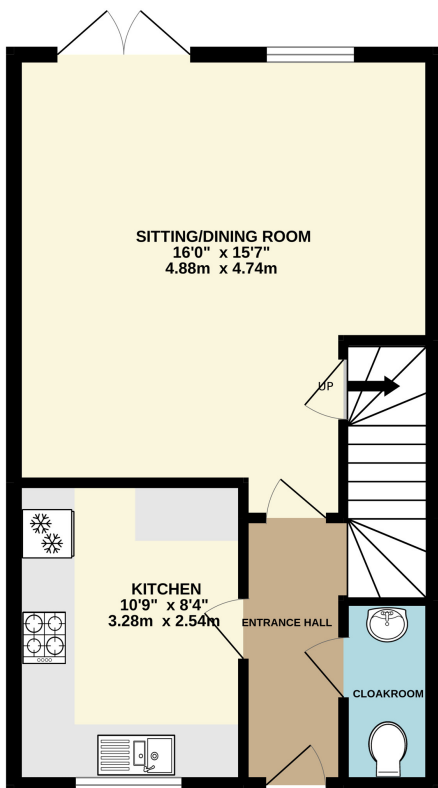 SITTING/DINING ROOM
16'0" x 15'7"
4.88m x 4.74m
UP
KITCHEN
10'9" x 8'4"
3.28m x 2.54m
ENTRANCE HALL
CLOAKROOM